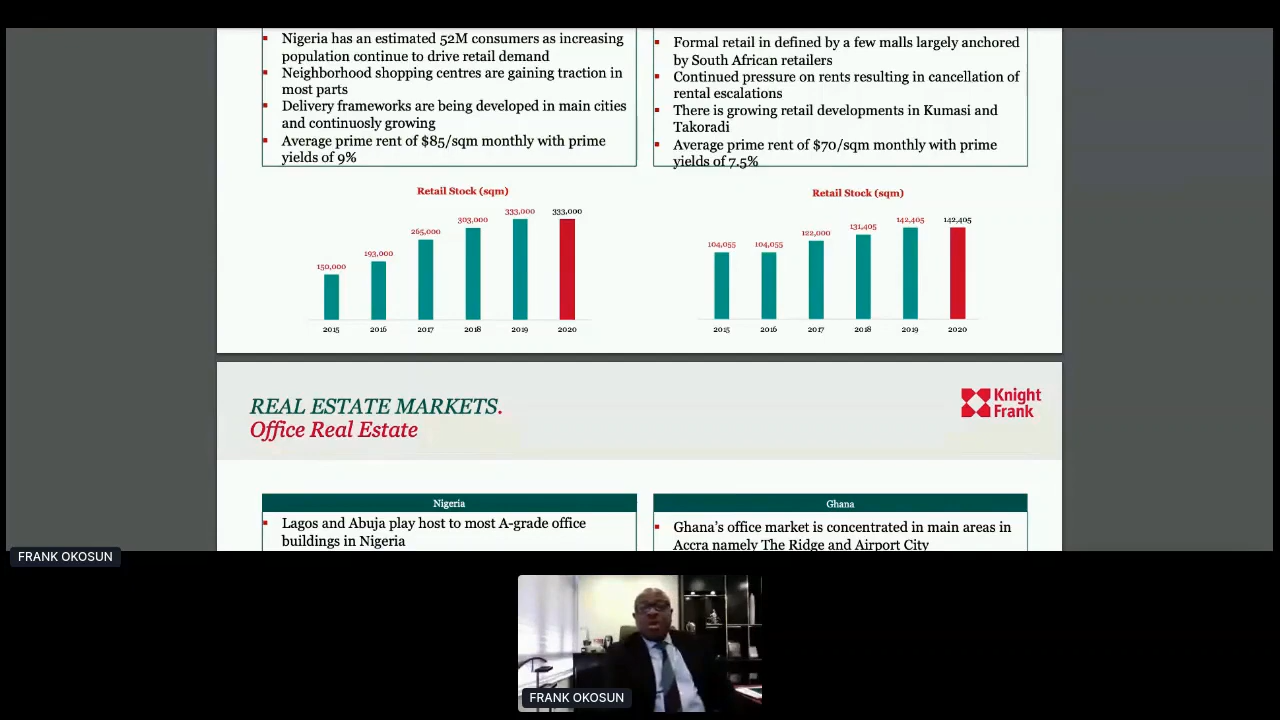 Nigeria has an estimated 52M consumers as increasing
population continue to drive retail demand
Neighborhood shopping centres are gaining traction in
most parts
Delivery frameworks are being developed in main cities
and continuosly growing
Average prime rent of $85/sqm monthly with prime
yields of 9%
Formal retail in defined by a few malls largely anchored
by South African retailers
Continued pressure on rents resulting in cancellation of
rental escalations
There is growing retail developments in Kumasi and
Takoradi
Average prime rent of $70/sqm monthly with prime
yields of 7.5%
Retail Stock (sqm)
150,000
193,000
265,000
303,000
333,000
333,000
2015
2016
2017
2018
2019
2020
Retail Stock (sqm)
104,055
104,055
122,000
131,405
142,405
142,405
2015
2016
2017
2018
2019
2020
REAL ESTATE MARKETS.
Office Real Estate
Knight
Frank
Nigeria
Lagos and Abuja play host to most A-grade office
buildings in Nigeria
Ghana
Ghana's office market is concentrated in main areas in
Accra namely The Ridge and Airport City
FRANK OKOSUN
FRANK OKOSUN